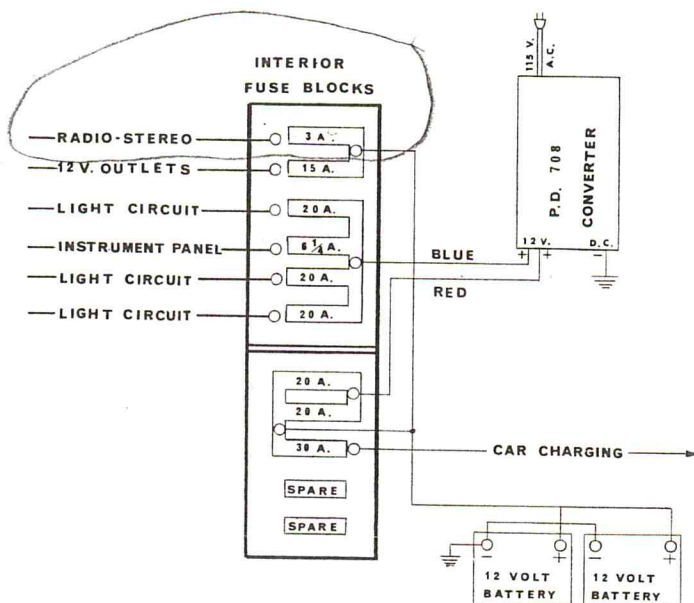 INTERIOR
FUSE BLOCKS
115 V.
A.C.
RADIO-STEREO
3 A.
12 V. OUTLETS
15 A.
LIGHT CIRCUIT
20 A.
INSTRUMENT PANEL
6 1/4 A.
LIGHT CIRCUIT
20 A.
LIGHT CIRCUIT
20 A.
P.D. 708
CONVERTER
12 V.
D.C.
+ + −
BLUE
RED
20 A.
20 A.
30 A.
CAR CHARGING
SPARE
SPARE
− + − +
12 VOLT
BATTERY
12 VOLT
BATTERY